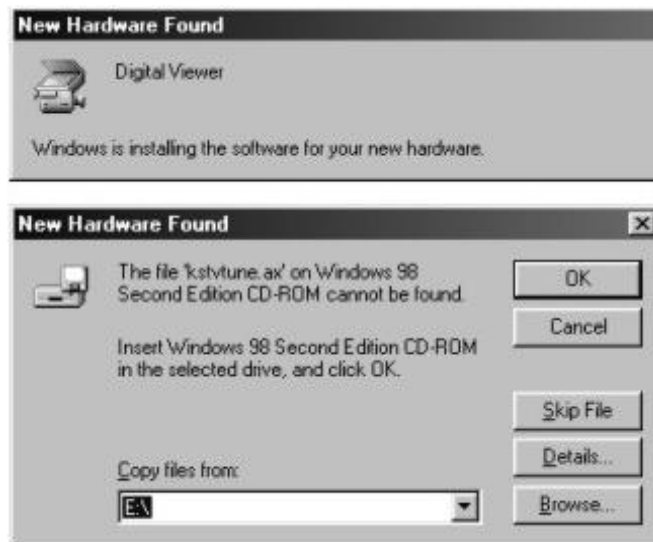 New Hardware Found
Digital Viewer
Windows is installing the software for your new hardware.
New Hardware Found
The file 'kstvtune.ax' on Windows 98
Second Edition CD-ROM cannot be found.
Insert Windows 98 Second Edition CD-ROM
in the selected drive, and click OK.
Copy files from:
E:\
OK
Cancel
Skip File
Details...
Browse...